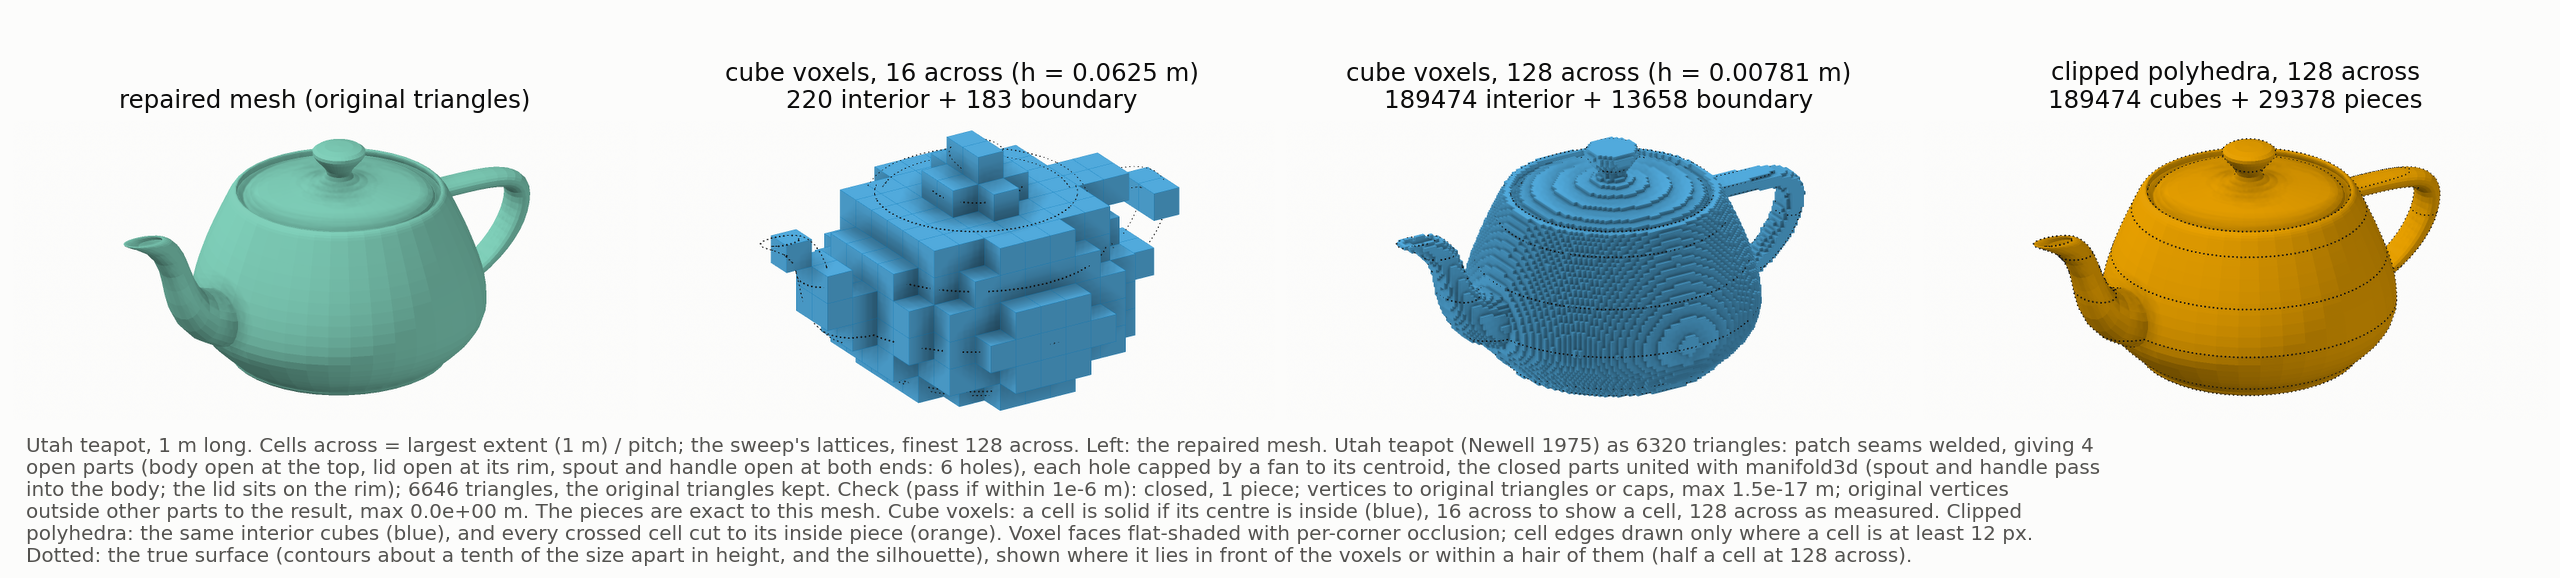 repaired mesh (original triangles)
cube voxels, 16 across (h = 0.0625 m)
220 interior + 183 boundary
cube voxels, 128 across (h = 0.00781 m)
189474 interior + 13658 boundary
clipped polyhedra, 128 across
189474 cubes + 29378 pieces
Utah teapot, 1 m long. Cells across = largest extent (1 m) / pitch; the sweep's lattices, finest 128 across. Left: the repaired mesh. Utah teapot (Newell 1975) as 6320 triangles: patch seams welded, giving 4
open parts (body open at the top, lid open at its rim, spout and handle open at both ends: 6 holes), each hole capped by a fan to its centroid, the closed parts united with manifold3d (spout and handle pass
into the body; the lid sits on the rim); 6646 triangles, the original triangles kept. Check (pass if within 1e-6 m): closed, 1 piece; vertices to original triangles or caps, max 1.5e-17 m; original vertices
outside other parts to the result, max 0.0e+00 m. The pieces are exact to this mesh. Cube voxels: a cell is solid if its centre is inside (blue), 16 across to show a cell, 128 across as measured. Clipped
polyhedra: the same interior cubes (blue), and every crossed cell cut to its inside piece (orange). Voxel faces flat-shaded with per-corner occlusion; cell edges drawn only where a cell is at least 12 px.
Dotted: the true surface (contours about a tenth of the size apart in height, and the silhouette), shown where it lies in front of the voxels or within a hair of them (half a cell at 128 across).